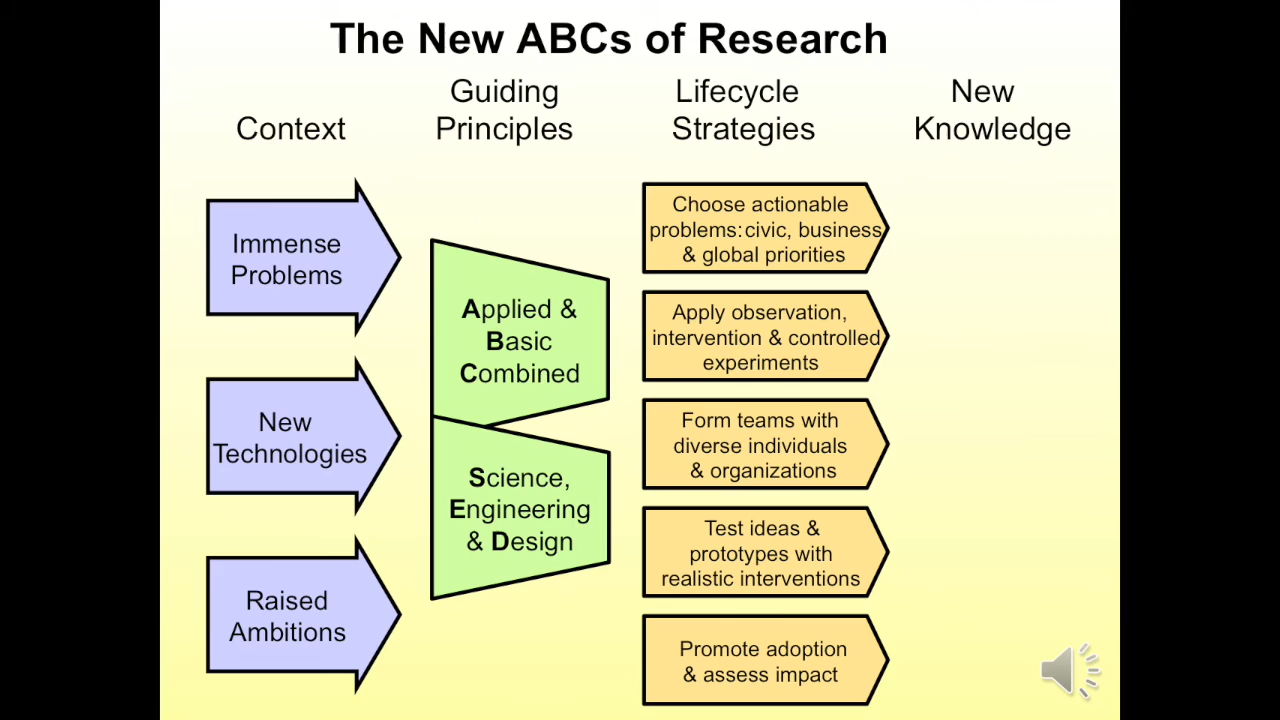 The New ABCs of Research
Context
Guiding
Principles
Lifecycle
Strategies
New
Knowledge
Immense
Problems
New
Technologies
Raised
Ambitions
Applied &
Basic
Combined
Science,
Engineering
& Design
Choose actionable
problems: civic, business
& global priorities
Apply observation,
intervention & controlled
experiments
Form teams with
diverse individuals
& organizations
Test ideas &
prototypes with
realistic interventions
Promote adoption
& assess impact